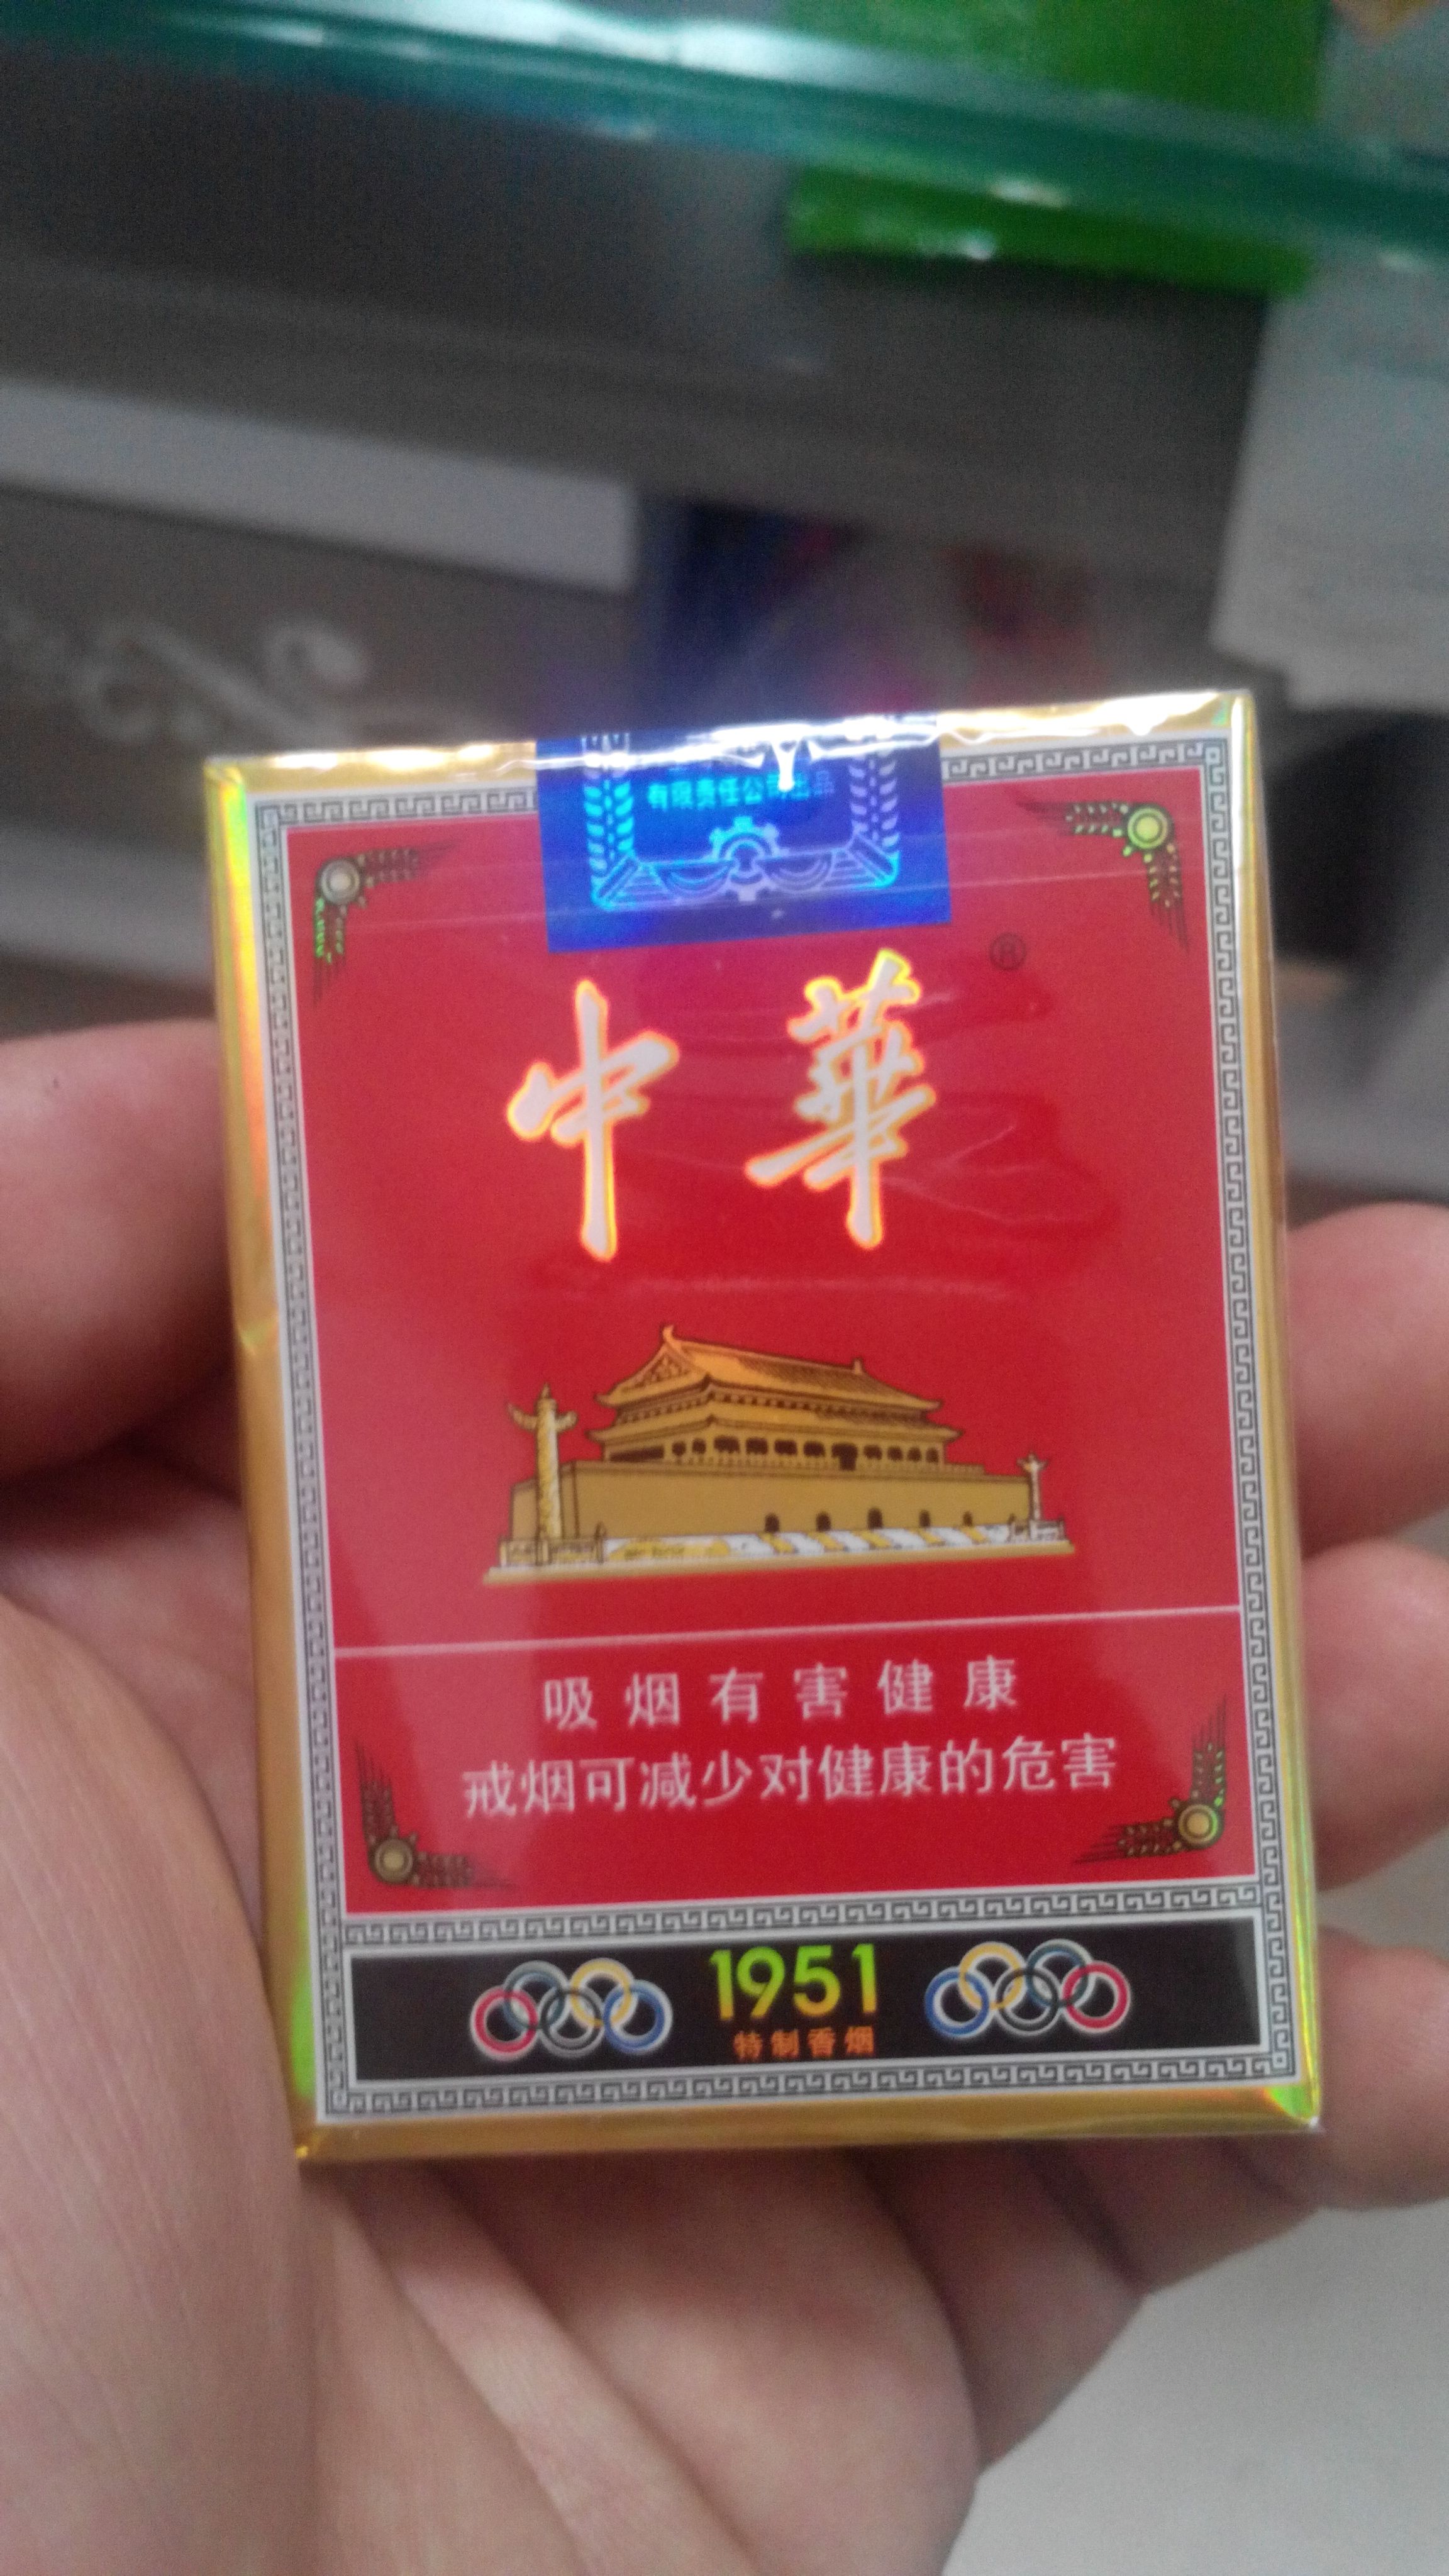 有限责任公司出品
中華
®
吸烟有害健康
戒烟可减少对健康的危害
1951
特制香烟